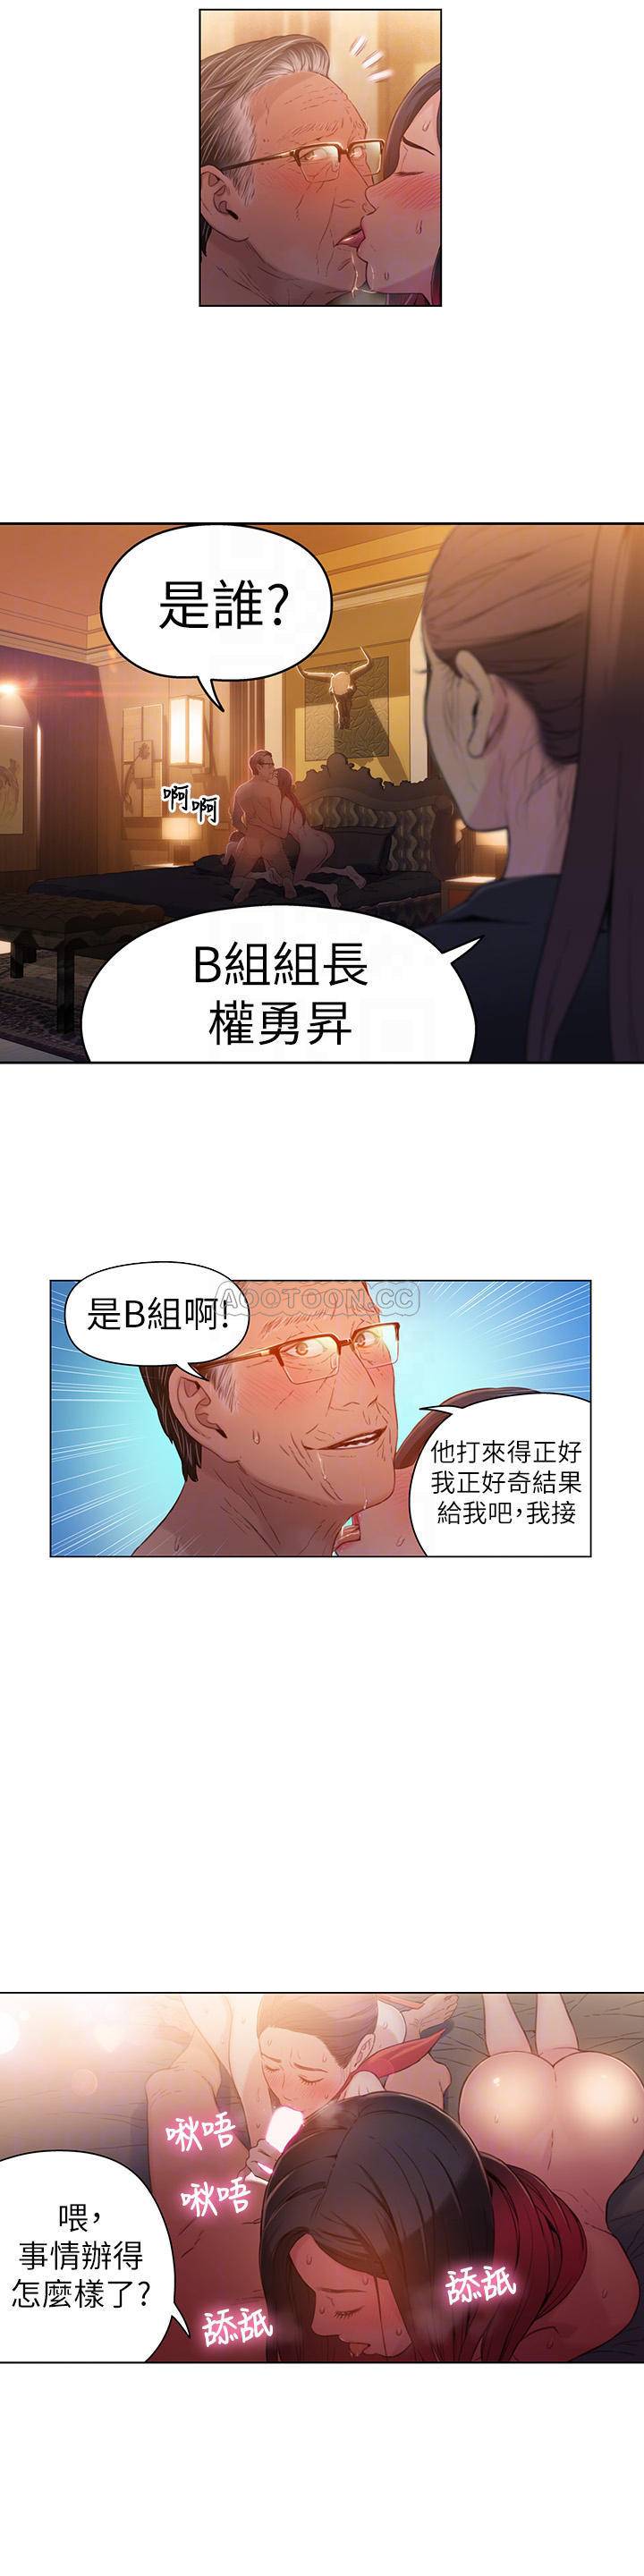 是誰?
啊
啊
B組組長
權勇昇
是B組啊!
AOOTOON.CC
他打來得正好
我正好奇結果
給我吧,我接
啾唔
啾唔
喂,
事情辦得
怎麼樣了?
舔舐
舔舐